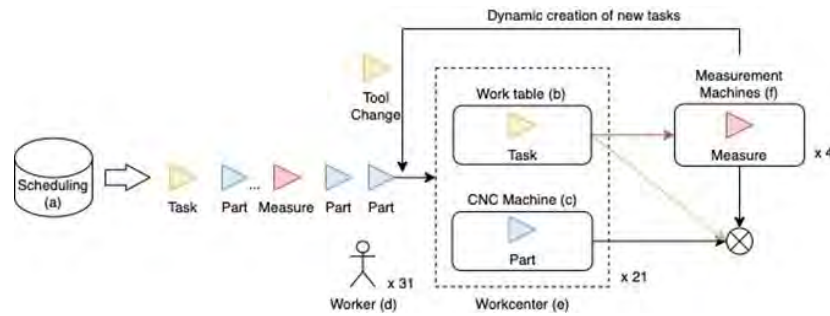 Dynamic creation of new tasks
Measurement
Machines (f)
Work table (b)
Tool
Change
Task
Measure
x 4
Scheduling
(a)
Task
Part
...
Measure
Part
Part
CNC Machine (c)
Part
x 31
x 21
Worker (d)
Workcenter (e)